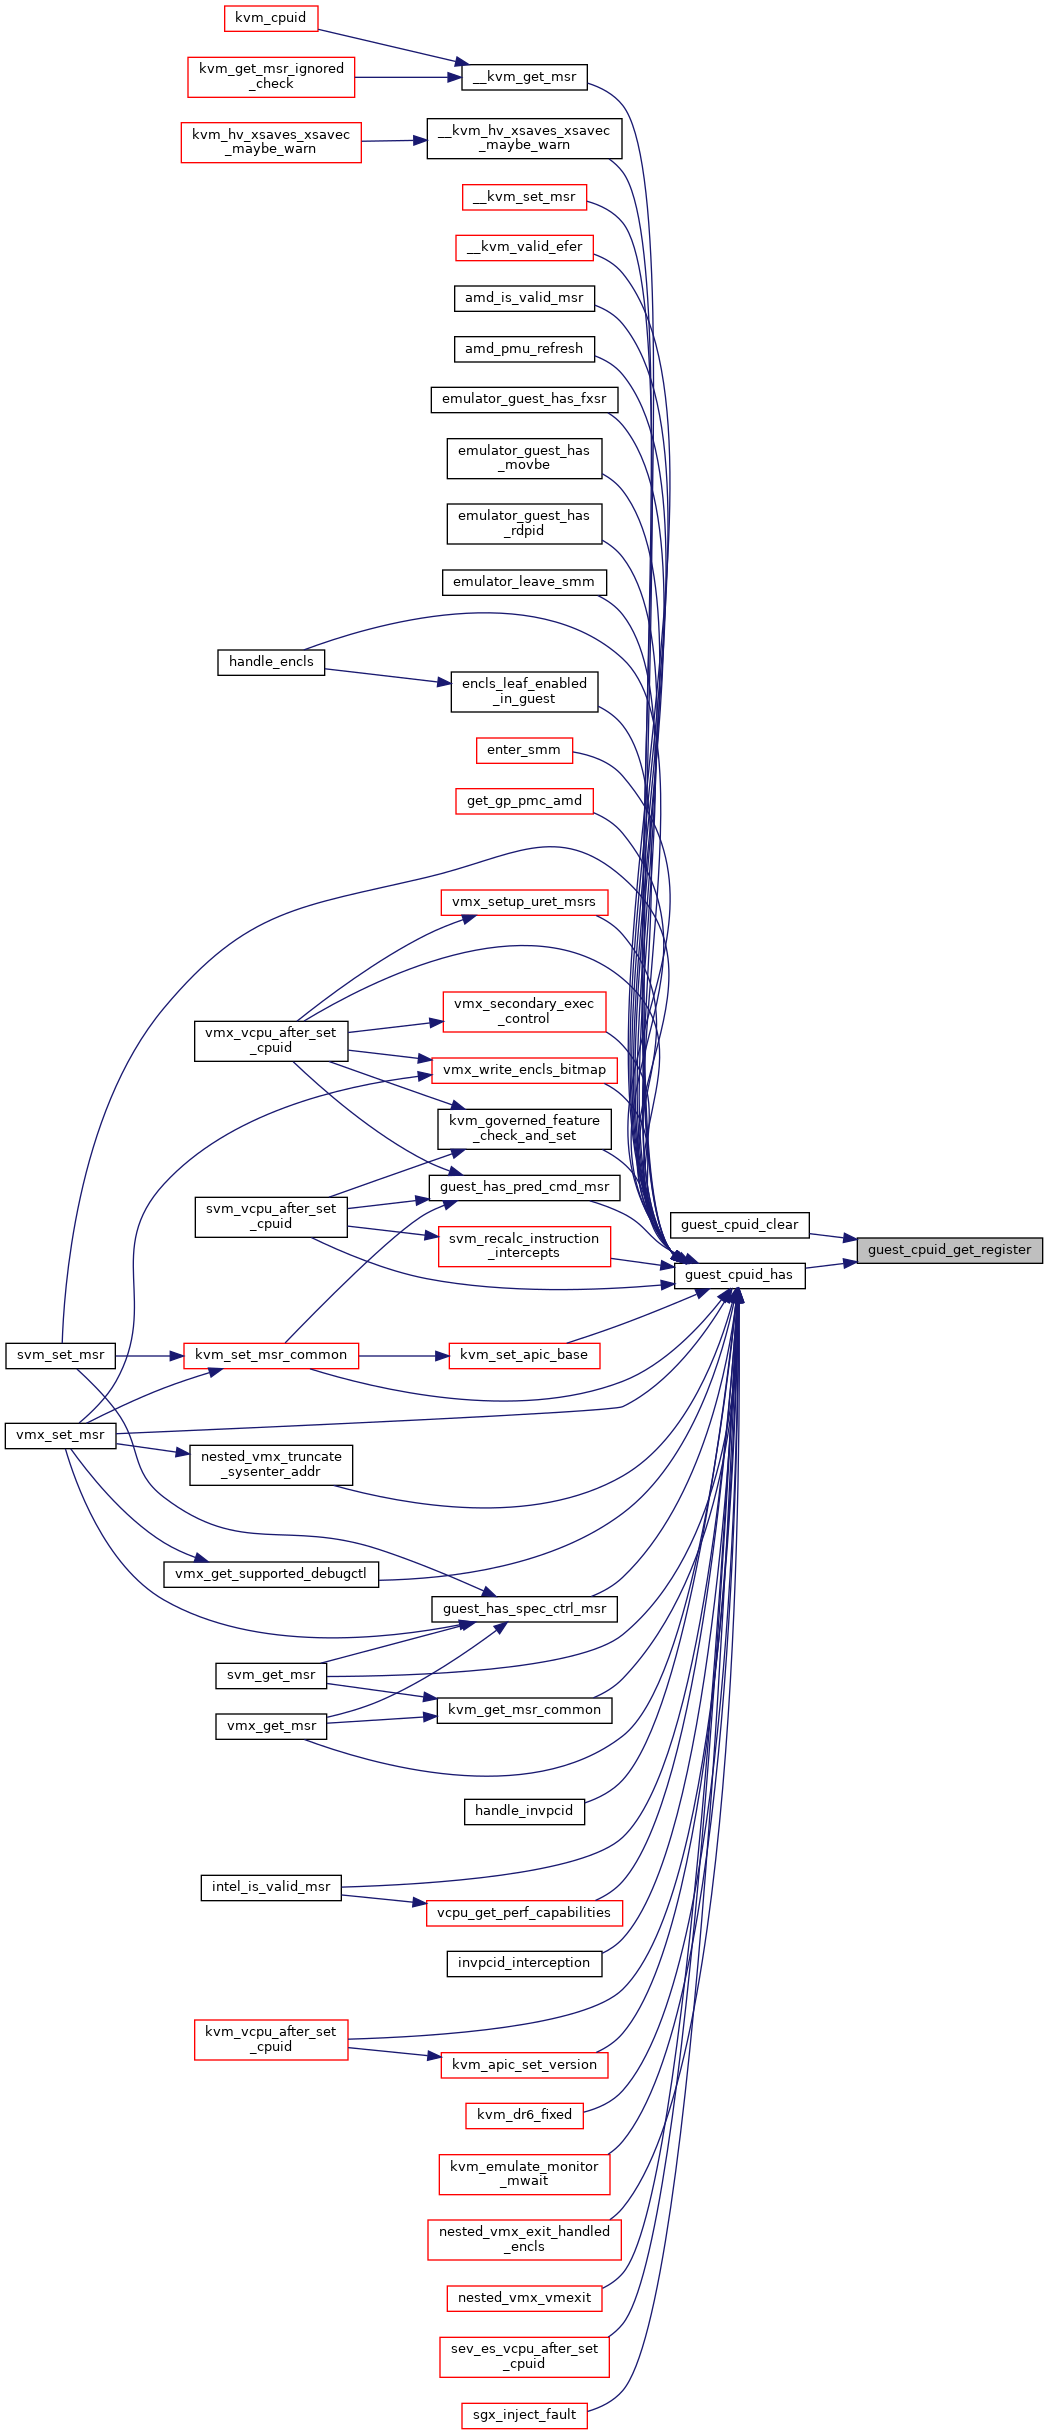 kvm_cpuid
kvm_get_msr_ignored
_check
__kvm_get_msr
kvm_hv_xsaves_xsavec
_maybe_warn
__kvm_hv_xsaves_xsavec
_maybe_warn
__kvm_set_msr
__kvm_valid_efer
amd_is_valid_msr
amd_pmu_refresh
emulator_guest_has_fxsr
emulator_guest_has
_movbe
emulator_guest_has
_rdpid
emulator_leave_smm
handle_encls
encls_leaf_enabled
_in_guest
enter_smm
get_gp_pmc_amd
vmx_setup_uret_msrs
vmx_secondary_exec
_control
vmx_vcpu_after_set
_cpuid
vmx_write_encls_bitmap
kvm_governed_feature
_check_and_set
guest_has_pred_cmd_msr
svm_vcpu_after_set
_cpuid
svm_recalc_instruction
_intercepts
guest_cpuid_clear
guest_cpuid_get_register
guest_cpuid_has
svm_set_msr
kvm_set_msr_common
kvm_set_apic_base
vmx_set_msr
nested_vmx_truncate
_sysenter_addr
vmx_get_supported_debugctl
guest_has_spec_ctrl_msr
svm_get_msr
kvm_get_msr_common
vmx_get_msr
handle_invpcid
intel_is_valid_msr
vcpu_get_perf_capabilities
invpcid_interception
kvm_vcpu_after_set
_cpuid
kvm_apic_set_version
kvm_dr6_fixed
kvm_emulate_monitor
_mwait
nested_vmx_exit_handled
_encls
nested_vmx_vmexit
sev_es_vcpu_after_set
_cpuid
sgx_inject_fault